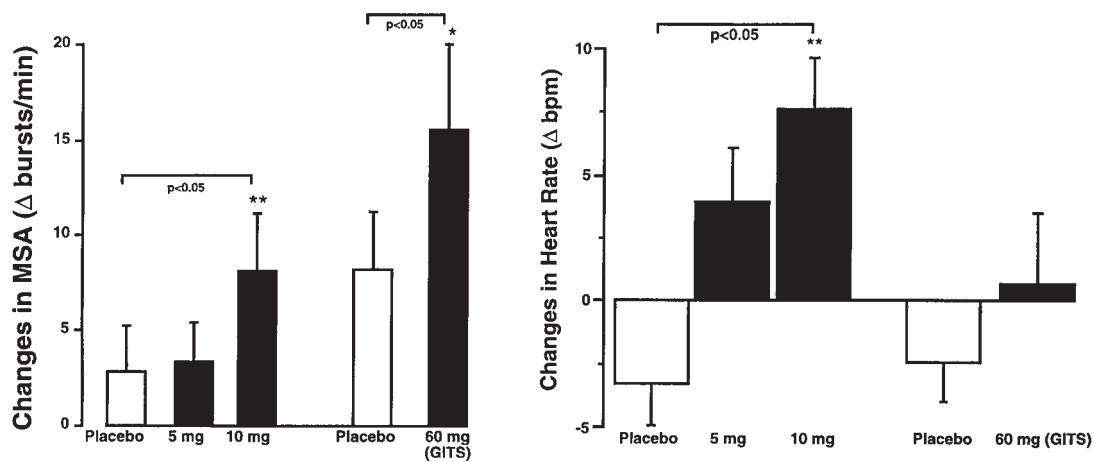 Changes in MSA (Δ bursts/min)
20
15
10
5
0
p<0.05
**
p<0.05
*
Placebo
5 mg
10 mg
Placebo
60 mg
(GITS)
Changes in Heart Rate (Δ bpm)
10
5
0
-5
p<0.05
**
Placebo
5 mg
10 mg
Placebo
60 mg (GITS)